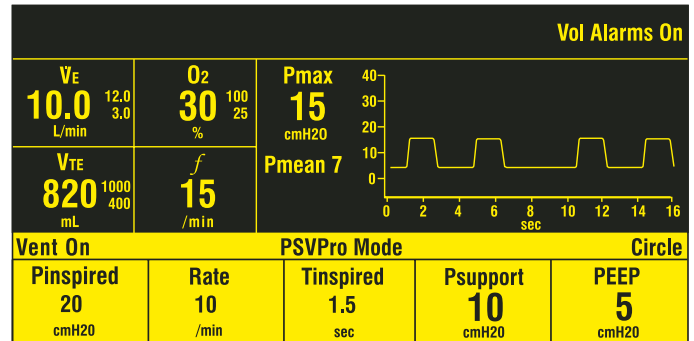 Vol Alarms On
V̇E
10.0 12.0 3.0
L/min
O2
30 100 25
%
VTE
820 1000 400
mL
f
15
/min
Pmax
15
cmH2O
Pmean 7
40
30
20
10
0
0 2 4 6 8 10 12 14 16
sec
Vent On PSVPro Mode Circle
Pinspired Rate Tinspired Psupport PEEP
20 10 1.5 10 5
cmH20 /min sec cmH20 cmH20